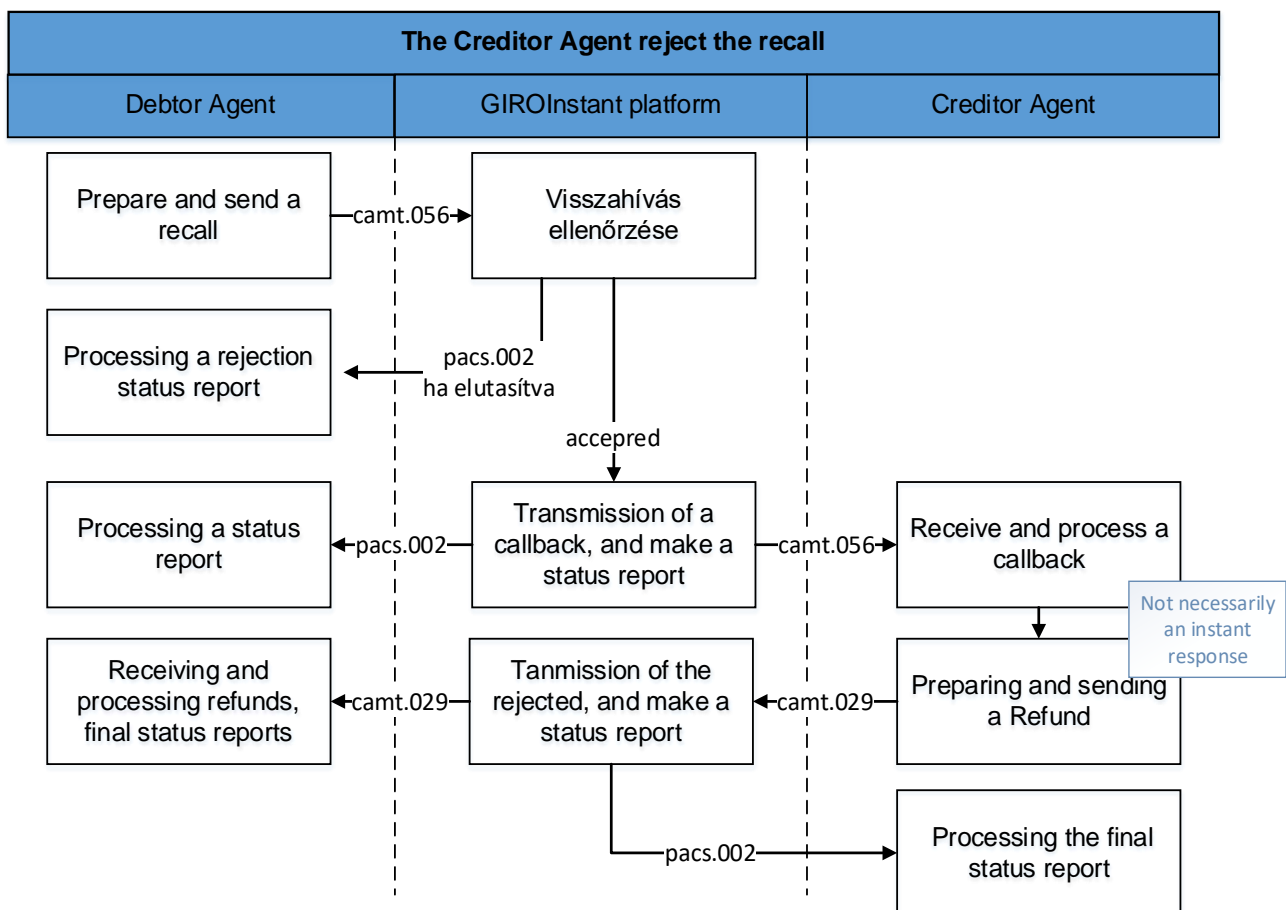 The Creditor Agent reject the recall
Debtor Agent
GIROInstant platform
Creditor Agent
Prepare and send a
recall
camt.056
Visszahívás
ellenőrzése
Processing a rejection
status report
pacs.002
ha elutasítva
accepred
Processing a status
report
pacs.002
Transmission of a
callback, and make a
status report
camt.056
Receive and process a
callback
Not necessarily
an instant
response
Receiving and
processing refunds,
final status reports
camt.029
Tanmission of the
rejected, and make a
status report
camt.029
Preparing and sending
a Refund
pacs.002
Processing the final
status report